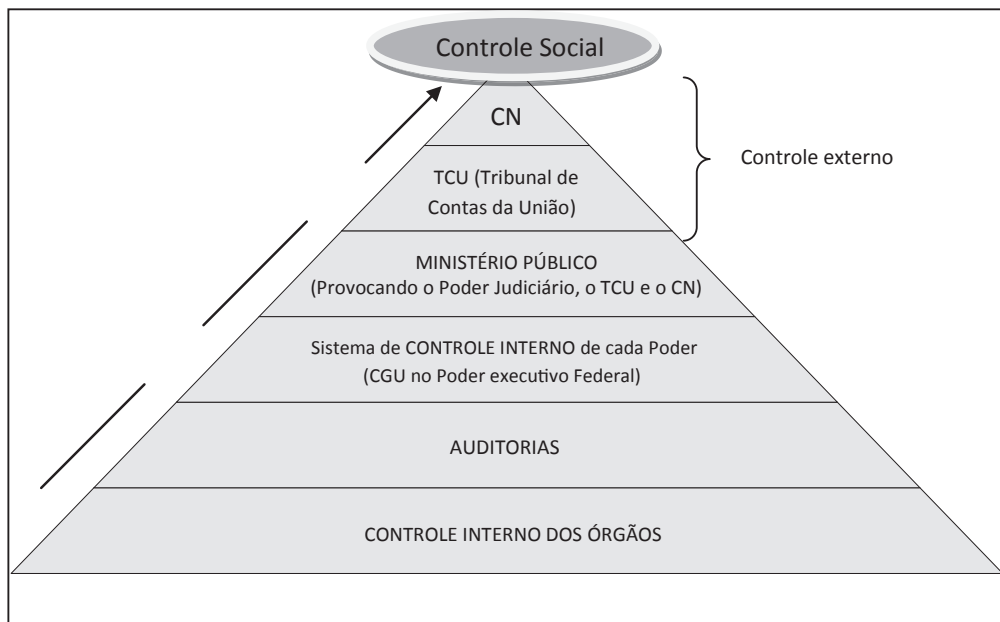 Controle Social
CN
Controle externo
TCU (Tribunal de
Contas da União)
MINISTÉRIO PÚBLICO
(Provocando o Poder Judiciário, o TCU e o CN)
Sistema de CONTROLE INTERNO de cada Poder
(CGU no Poder executivo Federal)
AUDITORIAS
CONTROLE INTERNO DOS ÓRGÃOS